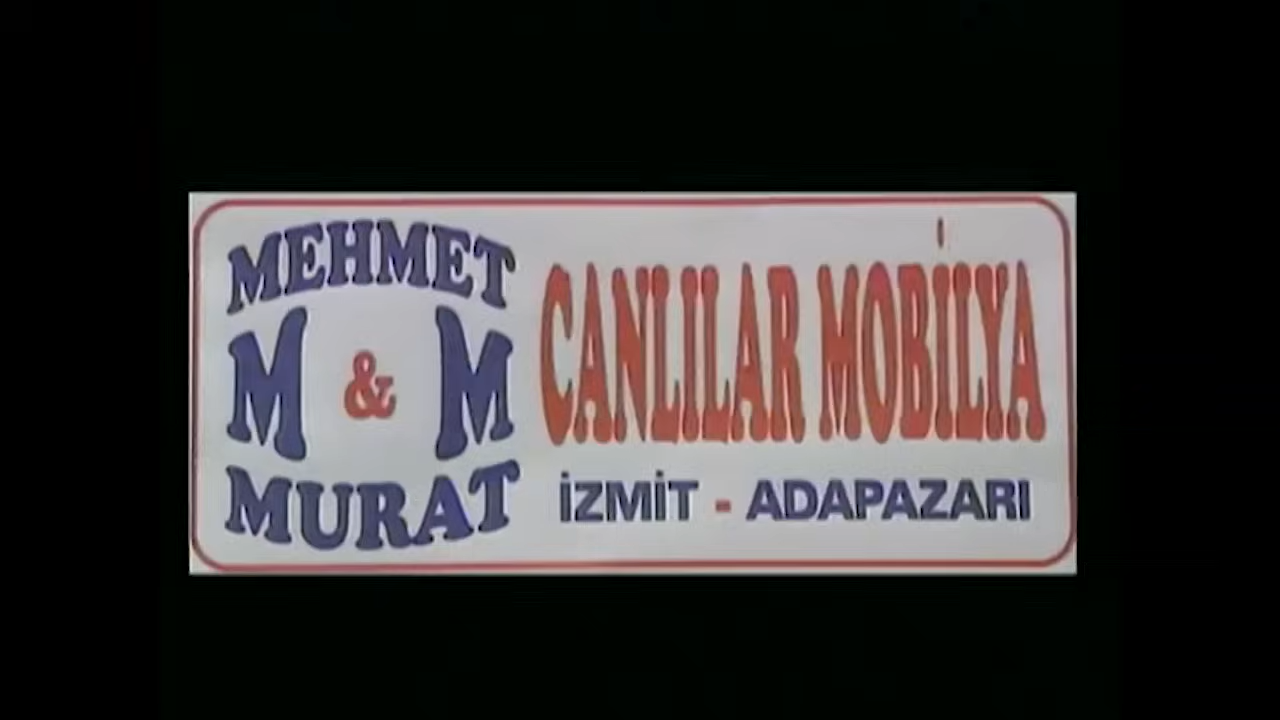 MEHMET
M & M
MURAT
CANLILAR MOBİLYA
İZMİT - ADAPAZARI